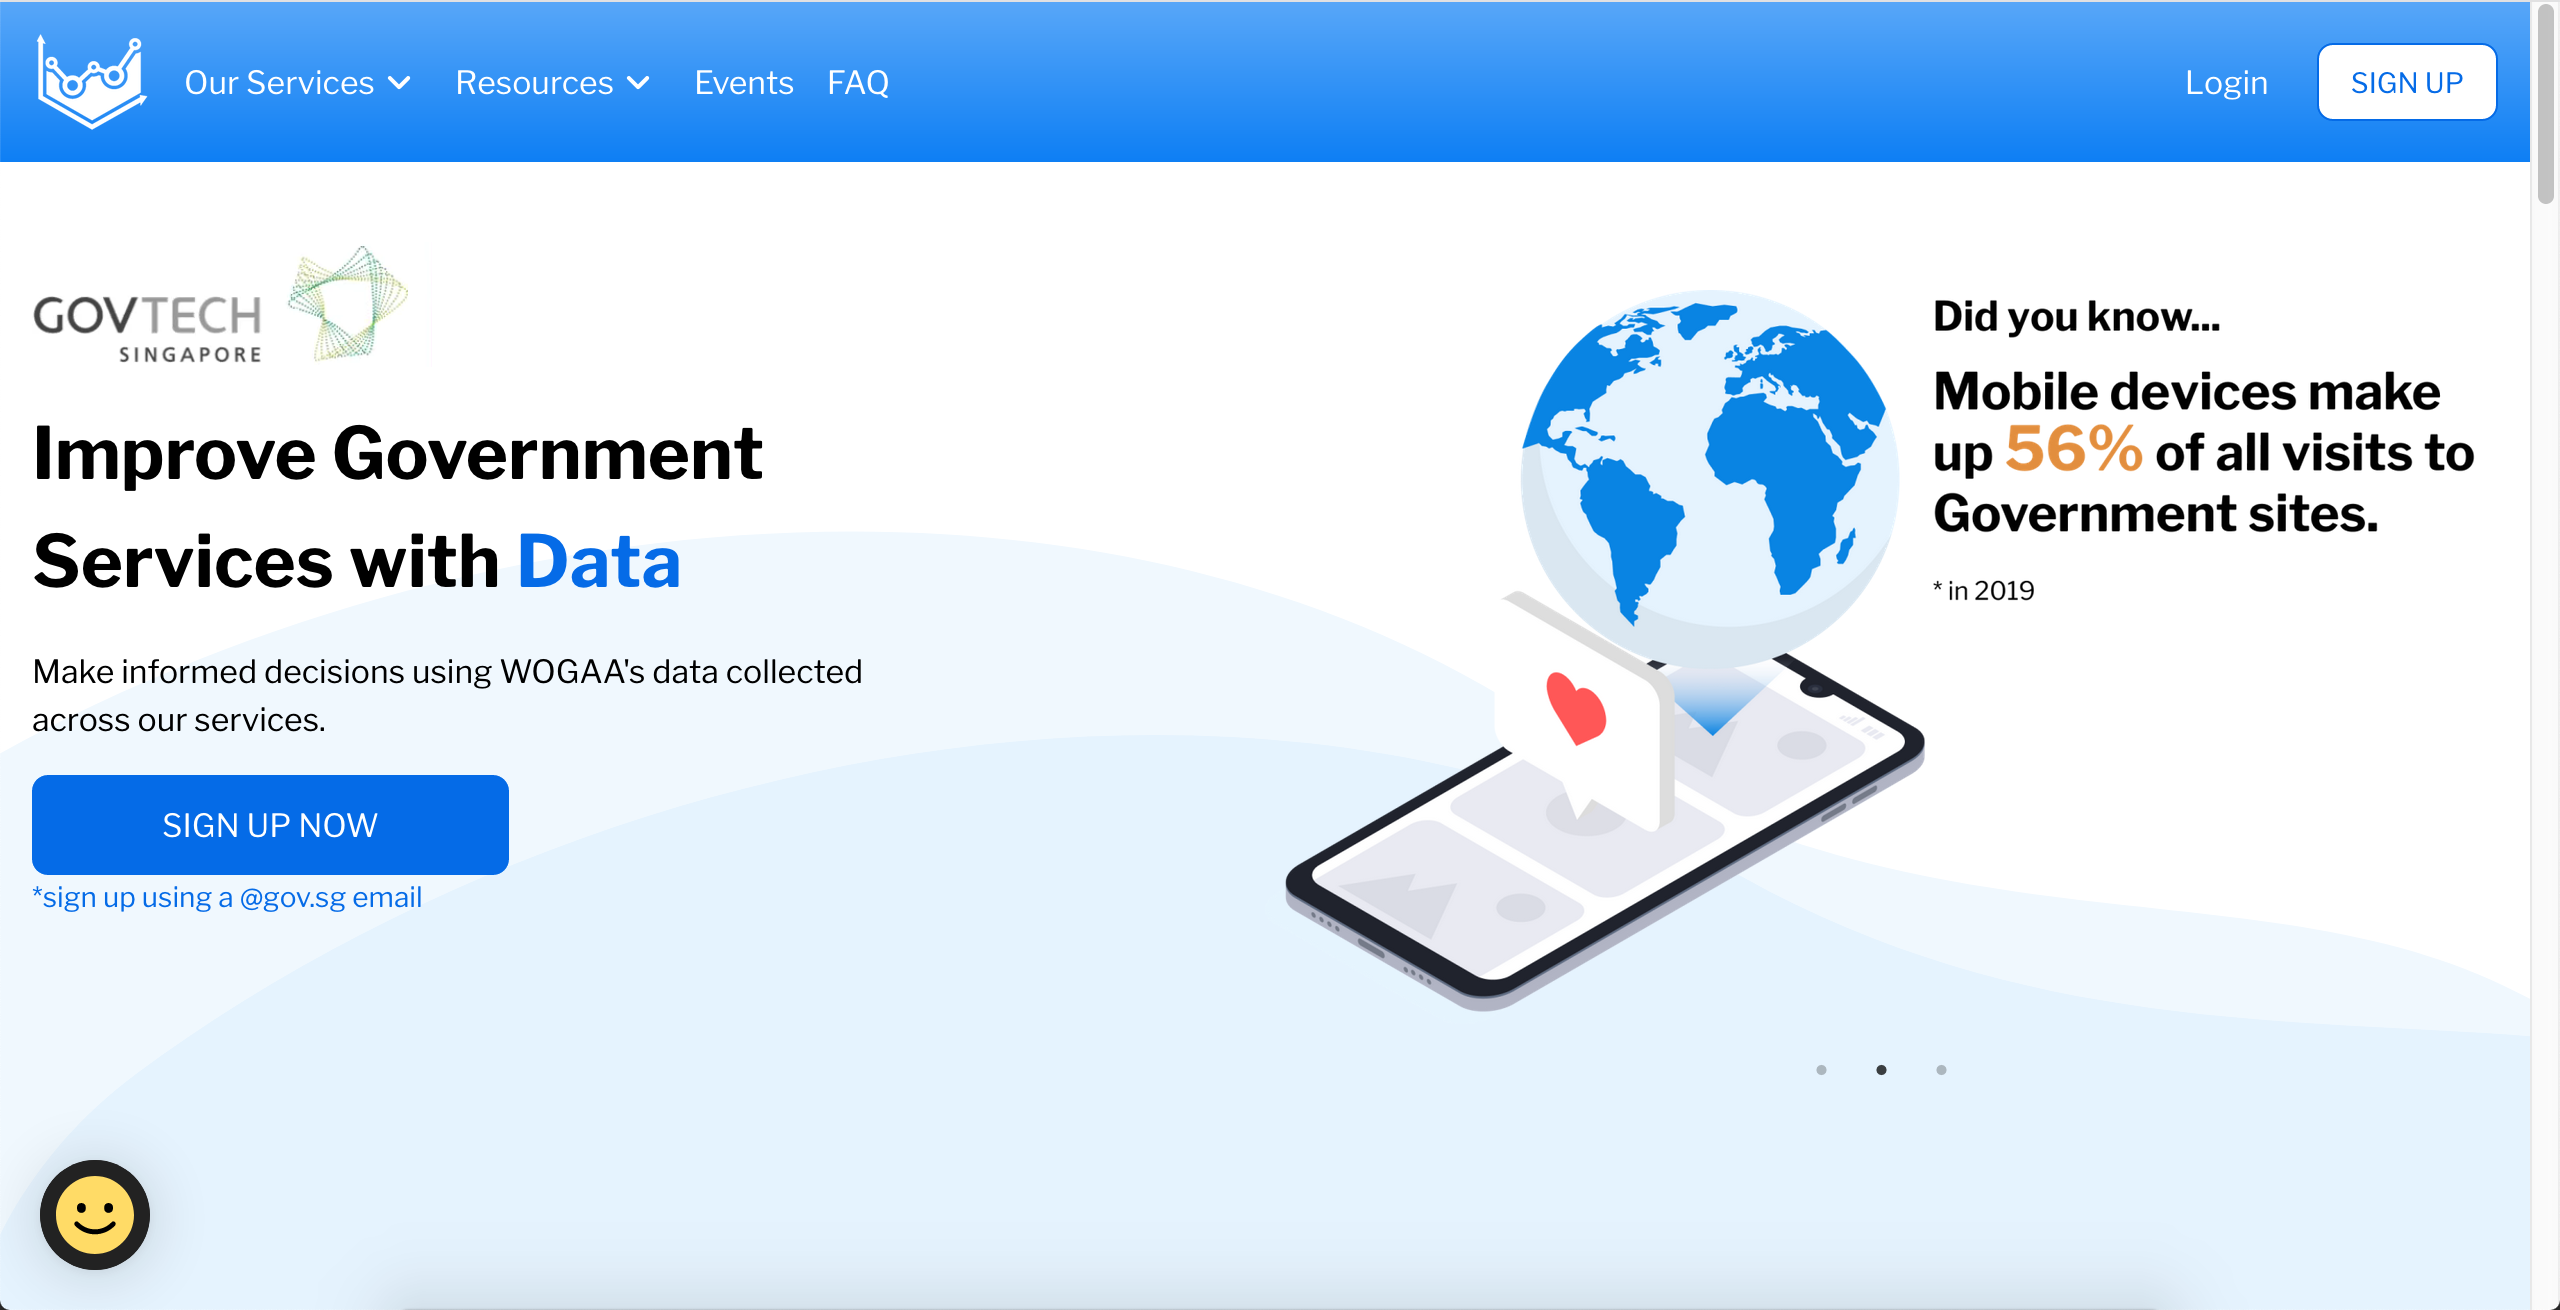 Our Services
Resources
Events
FAQ
Login
SIGN UP
GOVTECH
SINGAPORE
Improve Government
Services with Data
Make informed decisions using WOGAA's data collected
across our services.
SIGN UP NOW
*sign up using a @gov.sg email
Did you know...
Mobile devices make
up 56% of all visits to
Government sites.
* in 2019